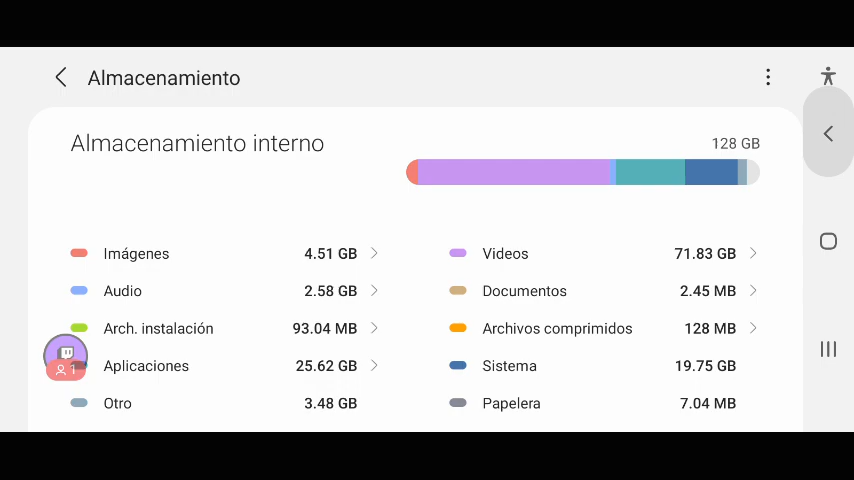 Almacenamiento
Almacenamiento interno
128 GB
Imágenes 4.51 GB
Videos 71.83 GB
Audio 2.58 GB
Documentos 2.45 MB
Arch. instalación 93.04 MB
Archivos comprimidos 128 MB
Aplicaciones 25.62 GB
Sistema 19.75 GB
1
Otro 3.48 GB
Papelera 7.04 MB